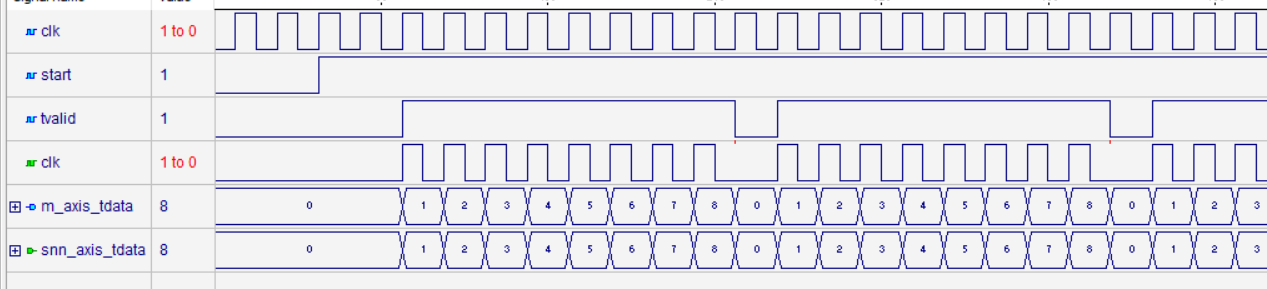 clk 1 to 0
start 1
tvalid 1
clk 1 to 0
m_axis_tdata 8 0 1 2 3 4 5 6 7 8 0 1 2 3 4 5 6 7 8 0 1 2 3
snn_axis_tdata 8 0 1 2 3 4 5 6 7 8 0 1 2 3 4 5 6 7 8 0 1 2 3